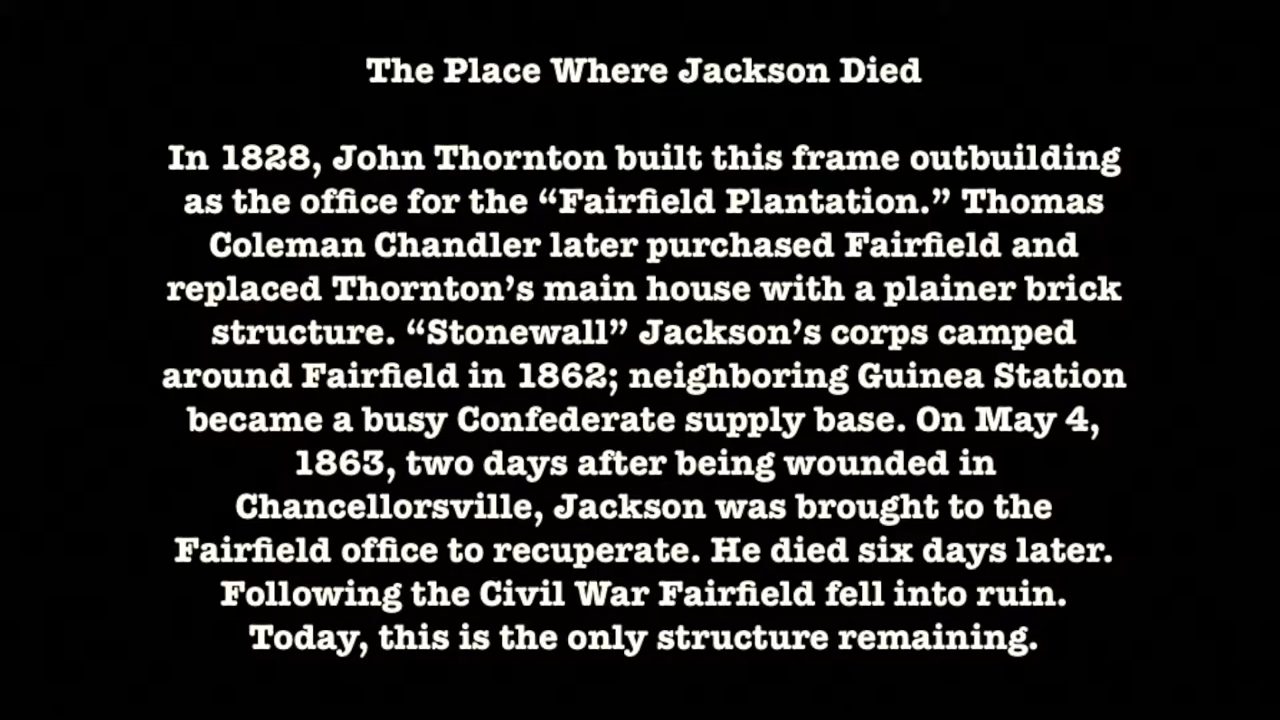 The Place Where Jackson Died
In 1828, John Thornton built this frame outbuilding
as the office for the “Fairfield Plantation.” Thomas
Coleman Chandler later purchased Fairfield and
replaced Thornton’s main house with a plainer brick
structure. “Stonewall” Jackson’s corps camped
around Fairfield in 1862; neighboring Guinea Station
became a busy Confederate supply base. On May 4,
1863, two days after being wounded in
Chancellorsville, Jackson was brought to the
Fairfield office to recuperate. He died six days later.
Following the Civil War Fairfield fell into ruin.
Today, this is the only structure remaining.